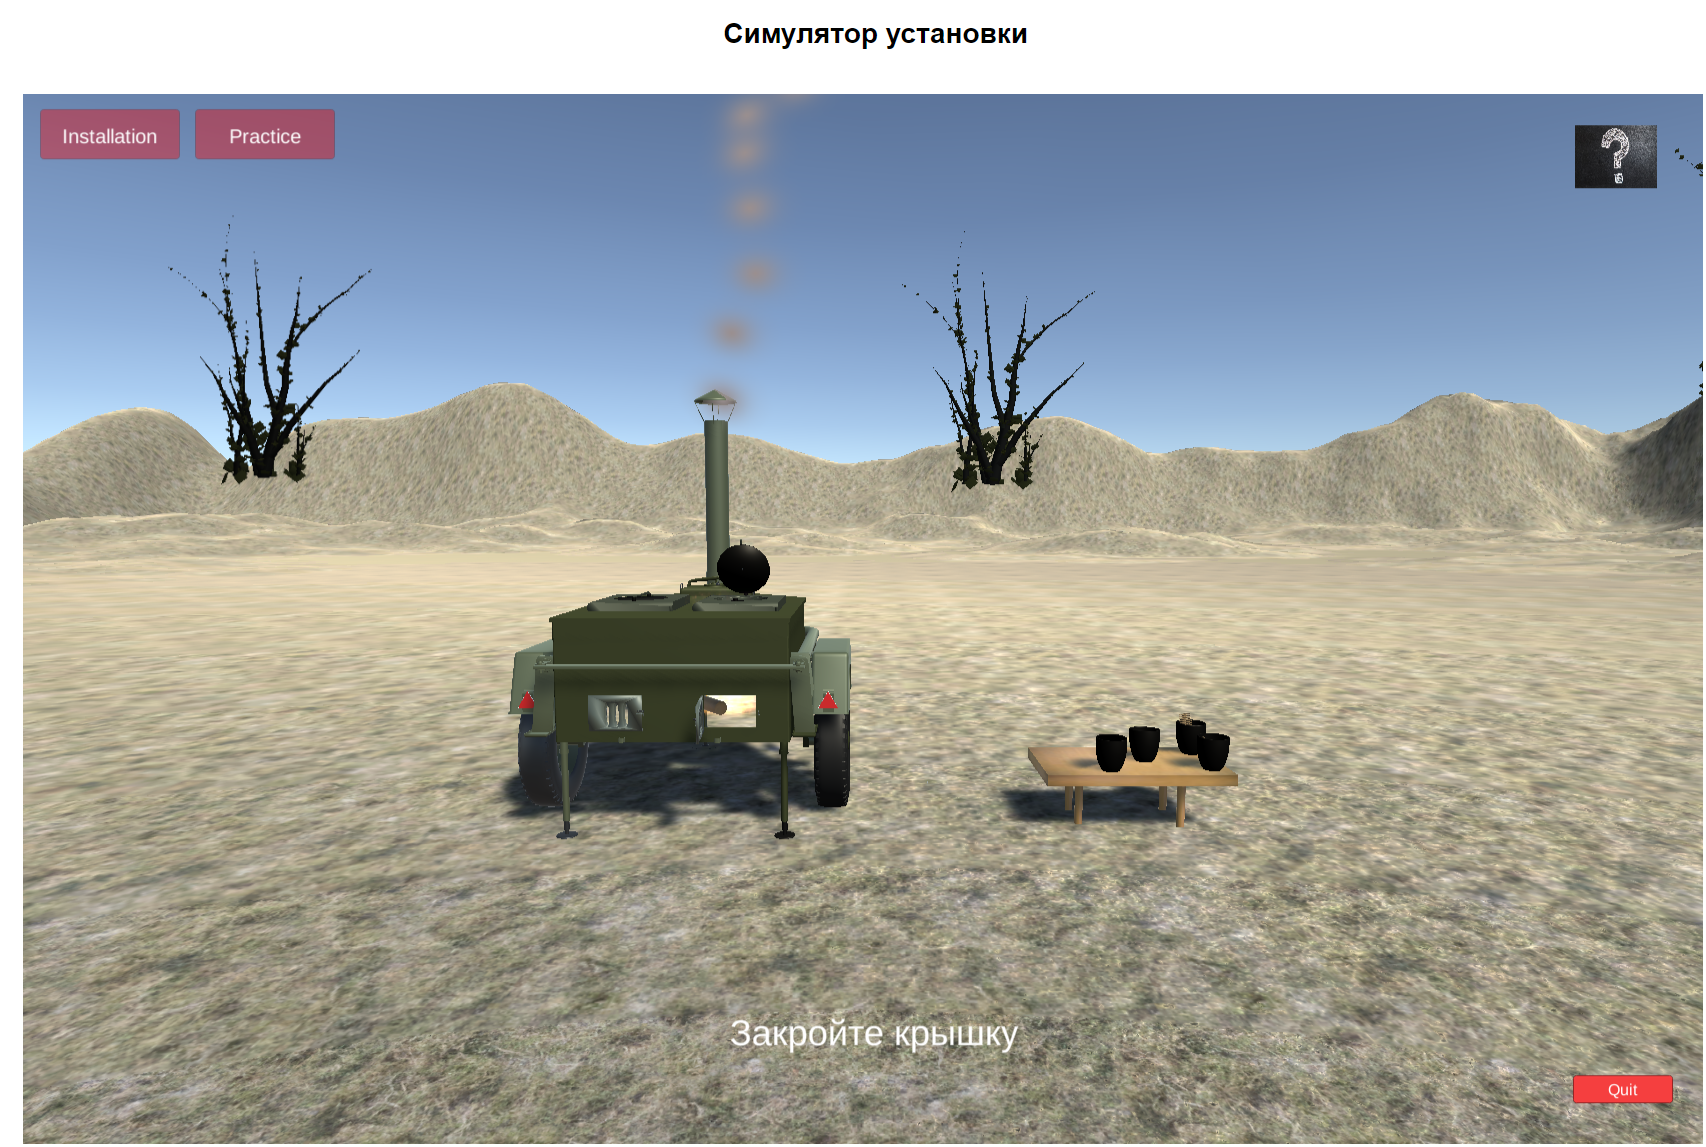 Симулятор установки
Installation
Practice
?
Закройте крышку
Quit